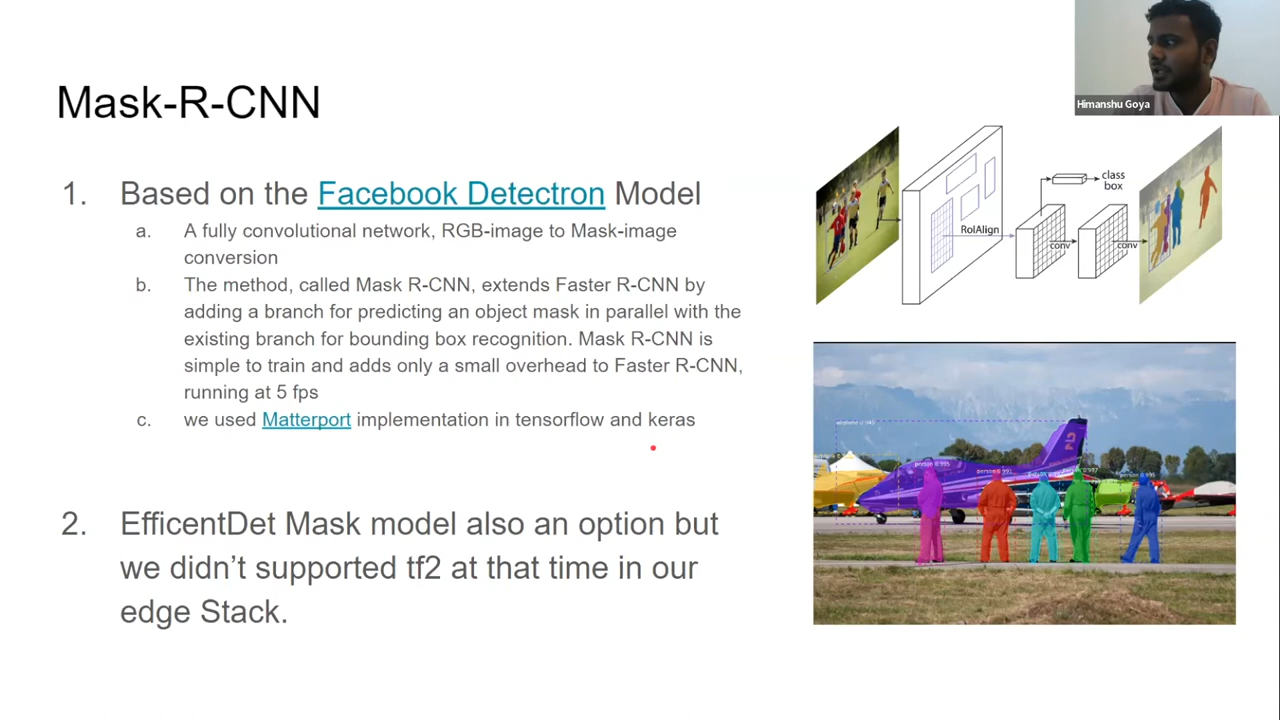 Himanshu Goya
Mask-R-CNN
1. Based on the Facebook Detectron Model
a. A fully convolutional network, RGB-image to Mask-image
conversion
b. The method, called Mask R-CNN, extends Faster R-CNN by
adding a branch for predicting an object mask in parallel with the
existing branch for bounding box recognition. Mask R-CNN is
simple to train and adds only a small overhead to Faster R-CNN,
running at 5 fps
c. we used Matterport implementation in tensorflow and keras
2. EfficentDet Mask model also an option but
we didn't supported tf2 at that time in our
edge Stack.
RoIAlign
conv
conv
class
box
person 0.995